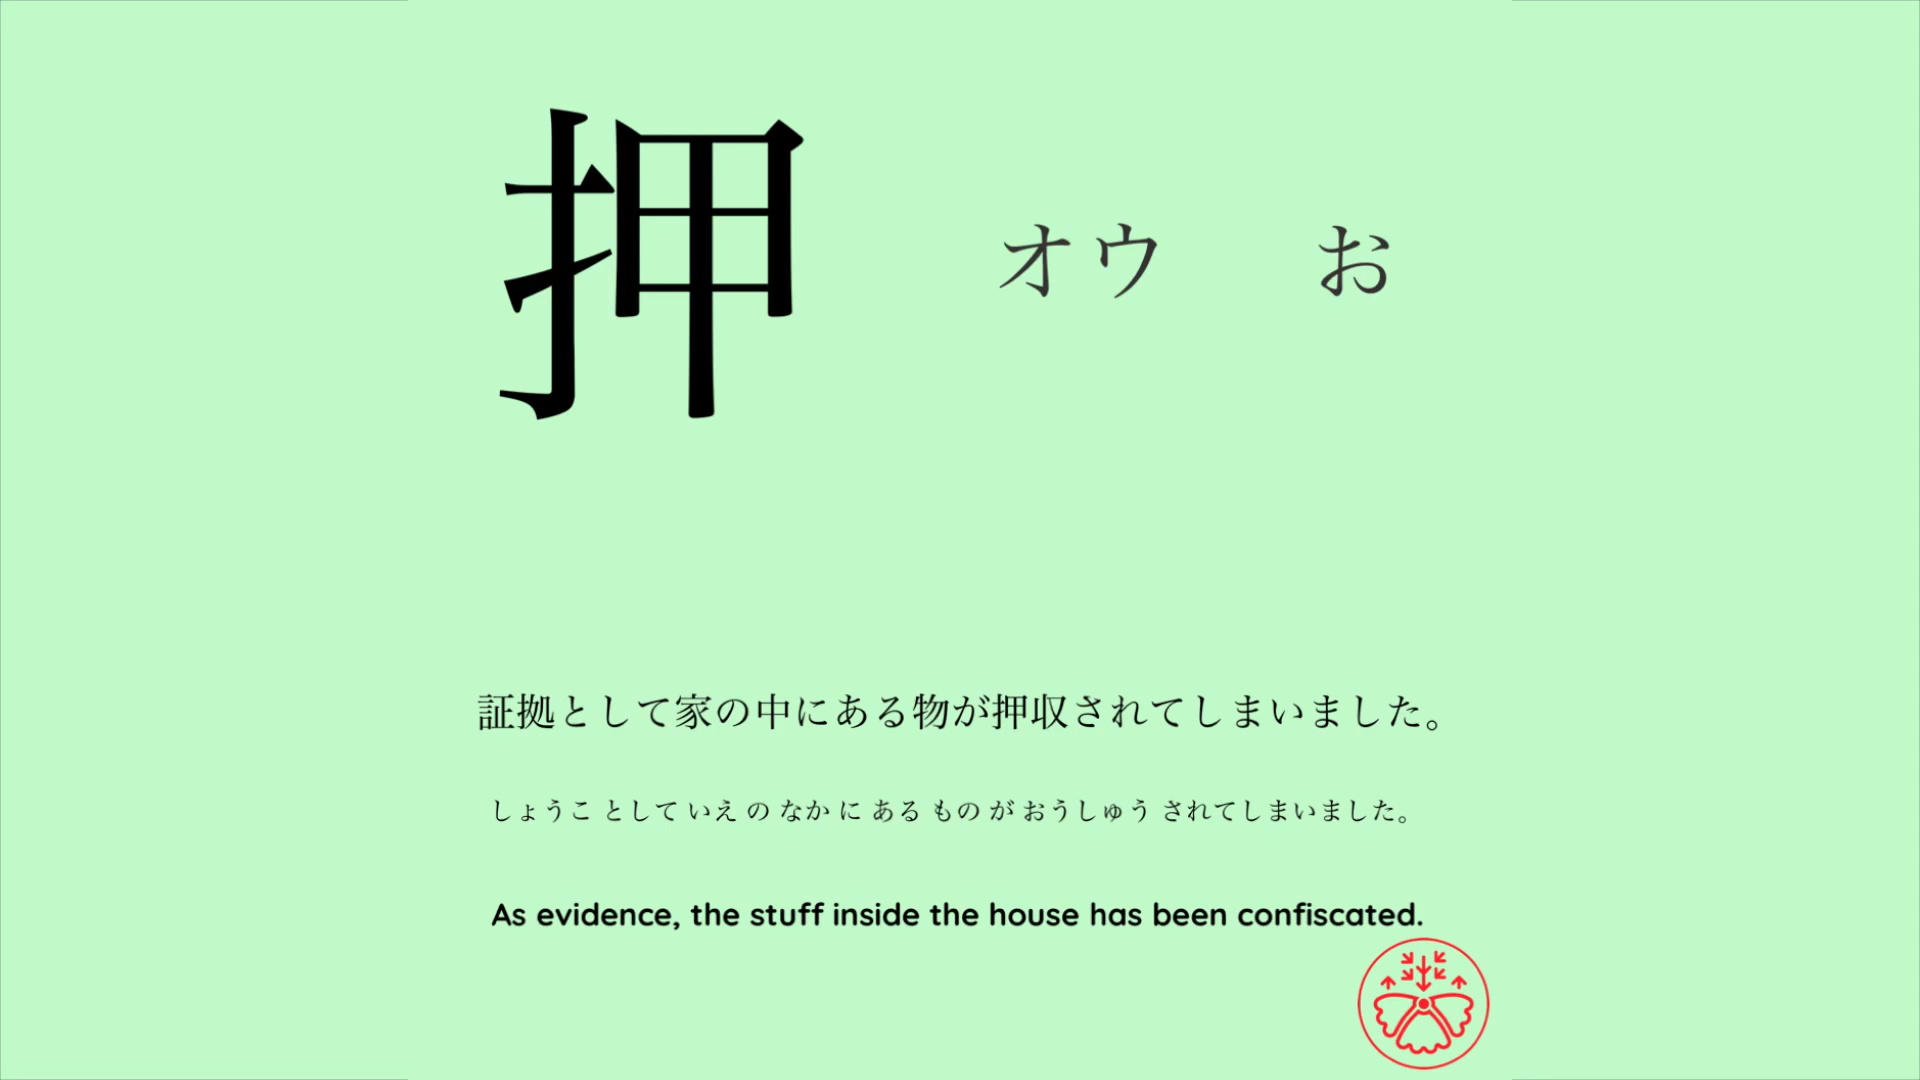 押 オウ お
証拠として家の中にある物が押収されてしまいました。
しょうこ として いえ の なか に ある もの が おうしゅう されてしまいました。
As evidence, the stuff inside the house has been confiscated.